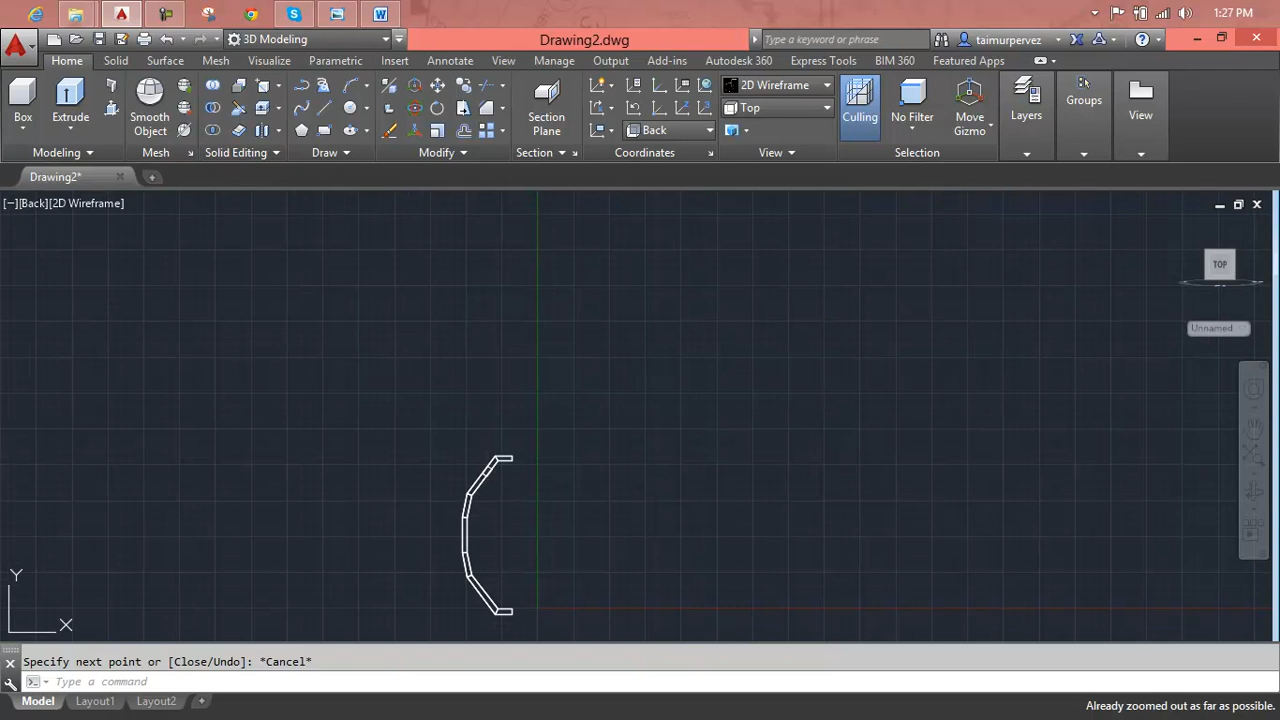 1:27 PM
3D Modeling
Drawing2.dwg
Type a keyword or phrase
taimurpervez
Home Solid Surface Mesh Visualize Parametric Insert Annotate View Manage Output Add-ins Autodesk 360 Express Tools BIM 360 Featured Apps
Box
Extrude
Smooth
Object
Section
Plane
2D Wireframe
Top
Back
Culling
No Filter
Move
Gizmo
Layers
Groups
View
Modeling Mesh Solid Editing Draw Modify Section Coordinates View Selection
Drawing2*
[−][Back][2D Wireframe]
TOP
Unnamed
Y
X
Specify next point or [Close/Undo]: *Cancel*
Type a command
Model Layout1 Layout2
Already zoomed out as far as possible.